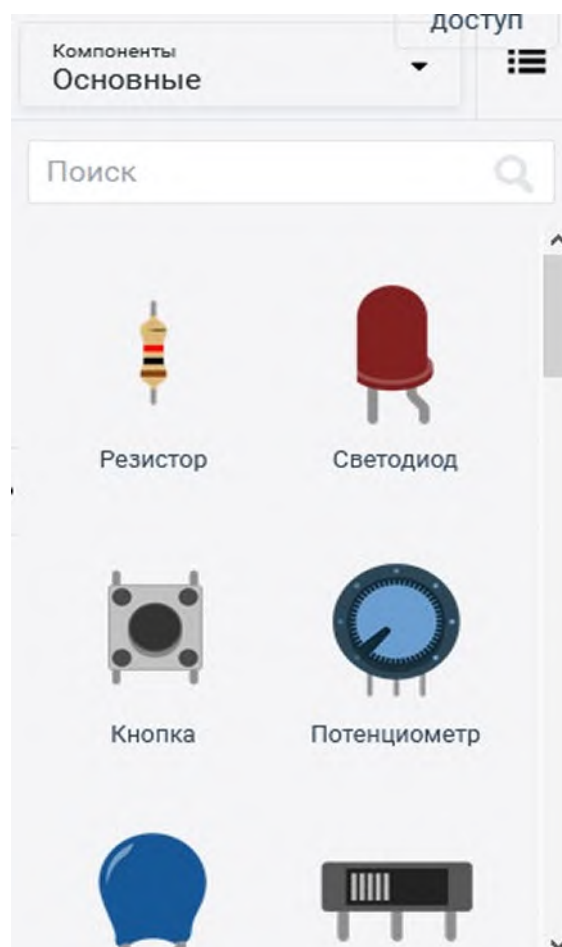 доступ
Компоненты
Основные
Поиск
Резистор
Светодиод
Кнопка
Потенциометр